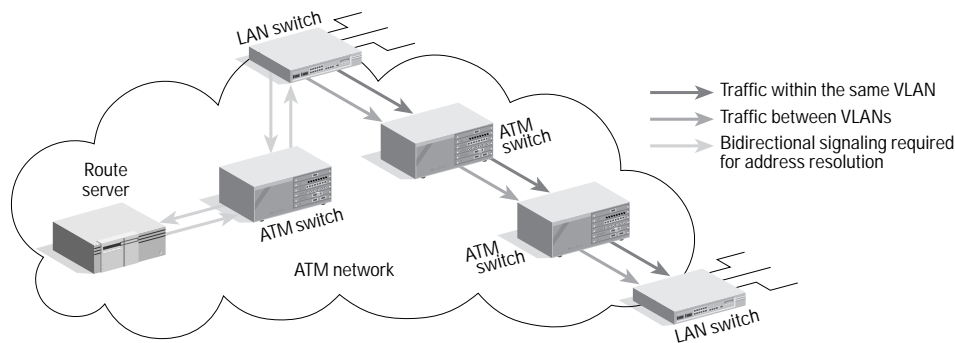 LAN switch
Traffic within the same VLAN
Traffic between VLANs
Bidirectional signaling required
for address resolution
ATM
switch
Route
server
ATM switch
ATM
switch
ATM network
LAN switch